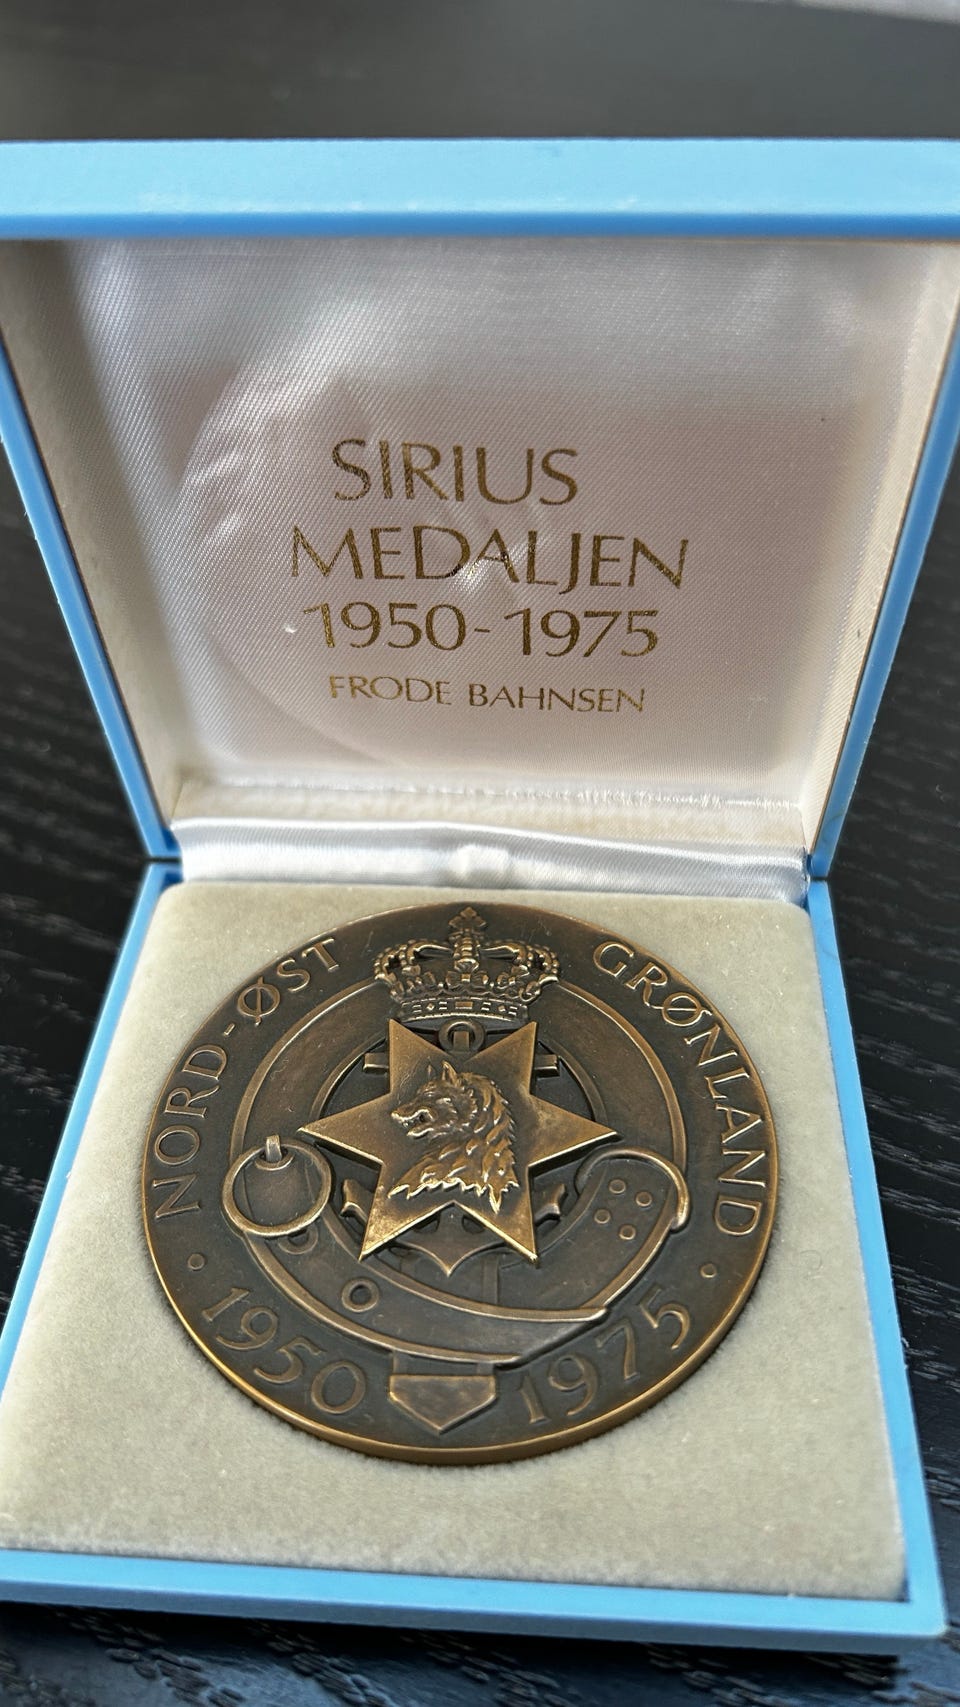 SIRIUS
MEDALJEN
1950-1975
FRODE BAHNSEN
NORD-ØST GRØNLAND
1950 1975